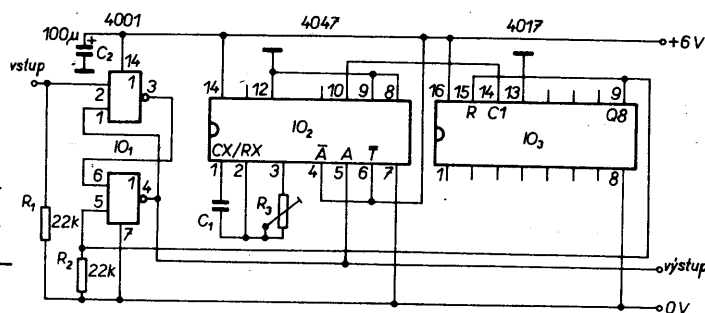 4001 4047 4017
100µ + C2 +6V
vstup
14
2 1 3
1
IO1
6 1 4
5
7
R1 22k
R2 22k
14 12 10 9 8
IO2
CX/RX A A T
1 2 3 4 5 6 7
C1 R3
16 15 14 13 9
R C1 Q8
IO3
1 8
výstup
0V